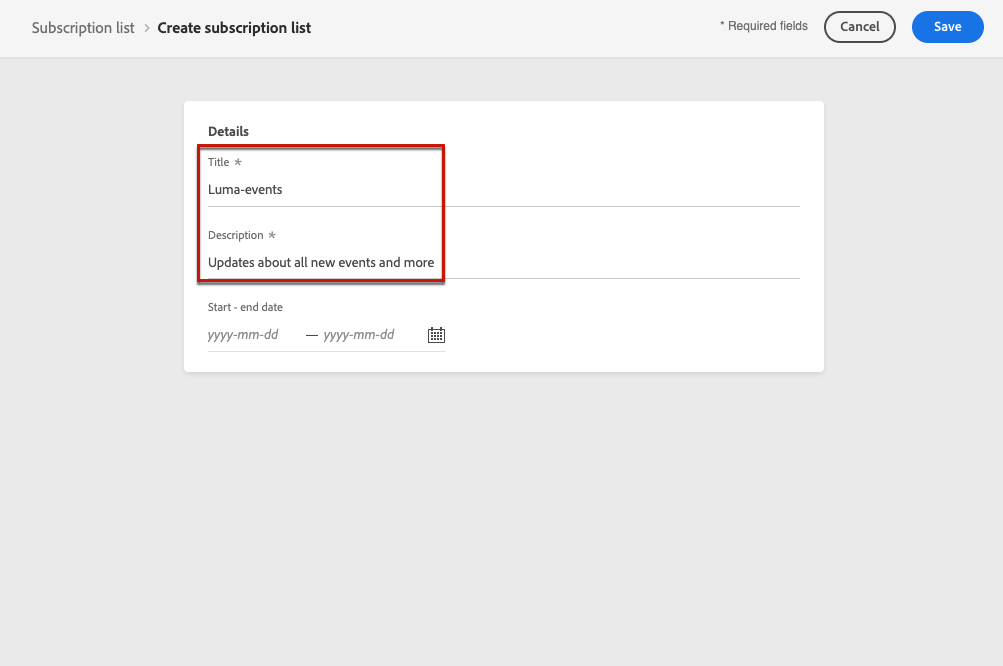 Subscription list > Create subscription list
* Required fields
Cancel
Save
Details
Title *
Luma-events
Description *
Updates about all new events and more
Start - end date
yyyy-mm-dd — yyyy-mm-dd